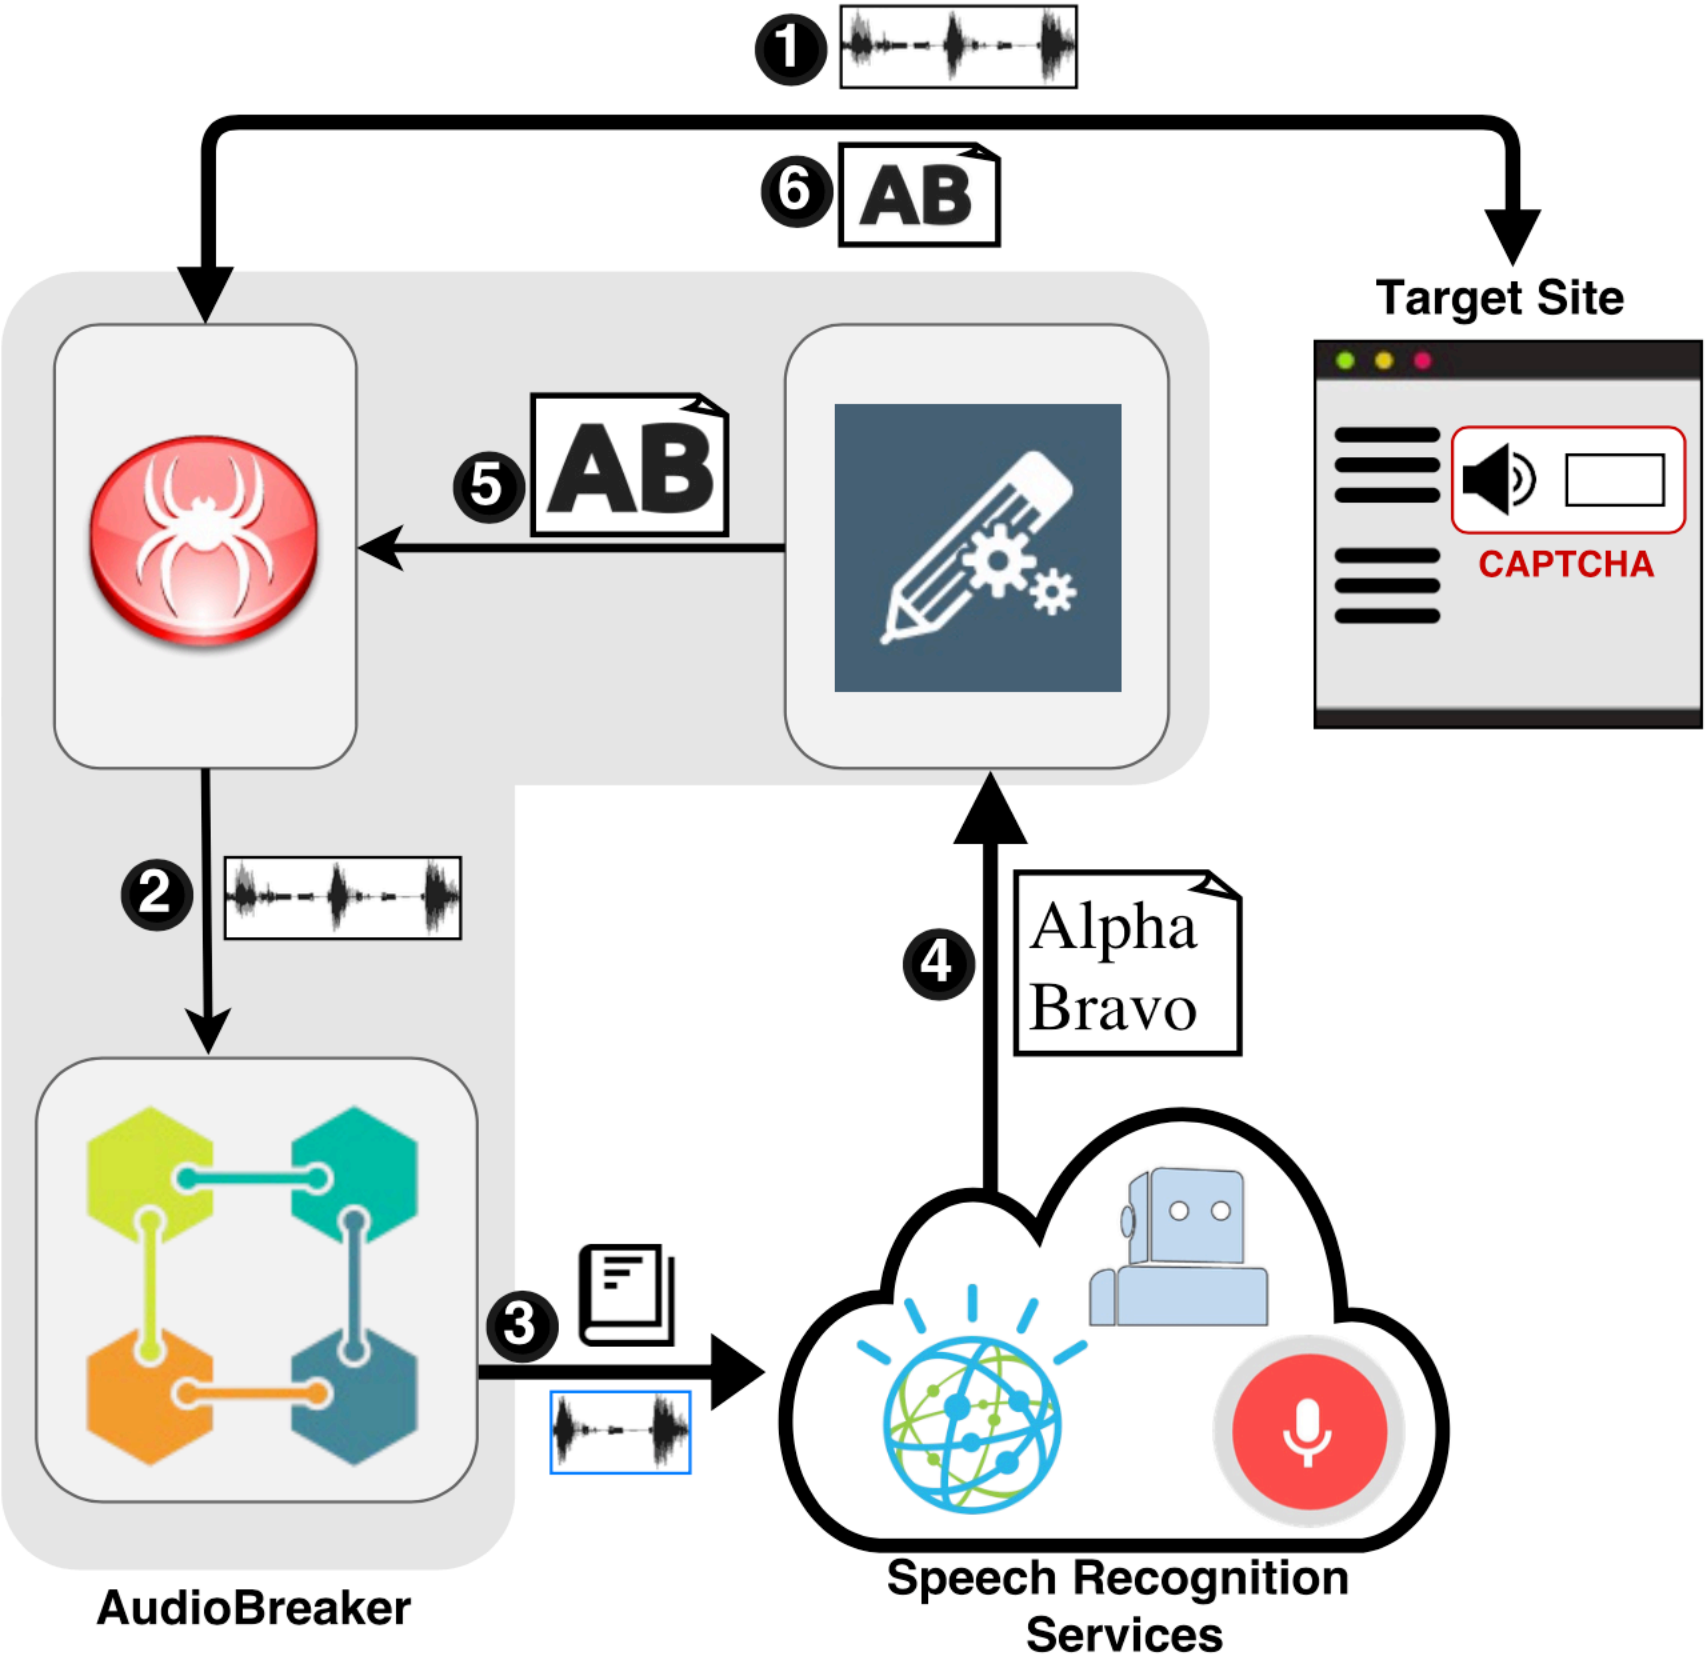 1
6
AB
Target Site
CAPTCHA
5
AB
2
4
Alpha
Bravo
3
AudioBreaker
Speech Recognition
Services